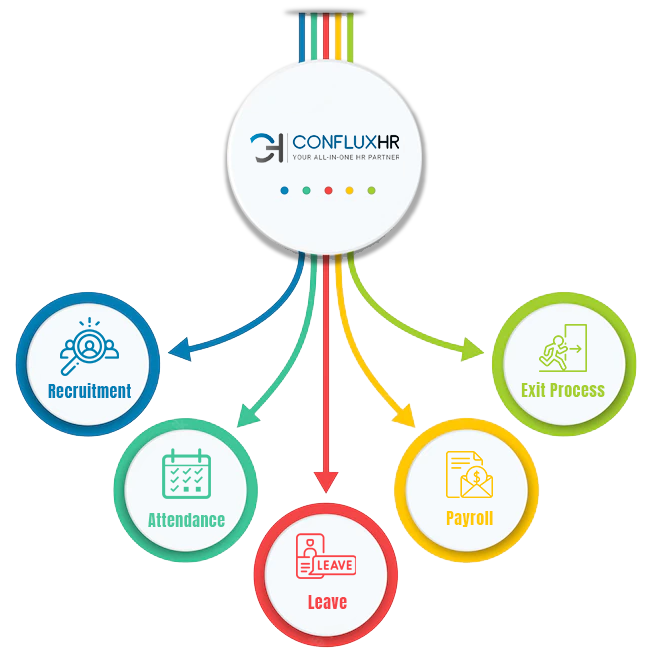 CONFLUXHR
YOUR ALL-IN-ONE HR PARTNER
Recruitment
Exit Process
Attendance
$
Payroll
LEAVE
Leave